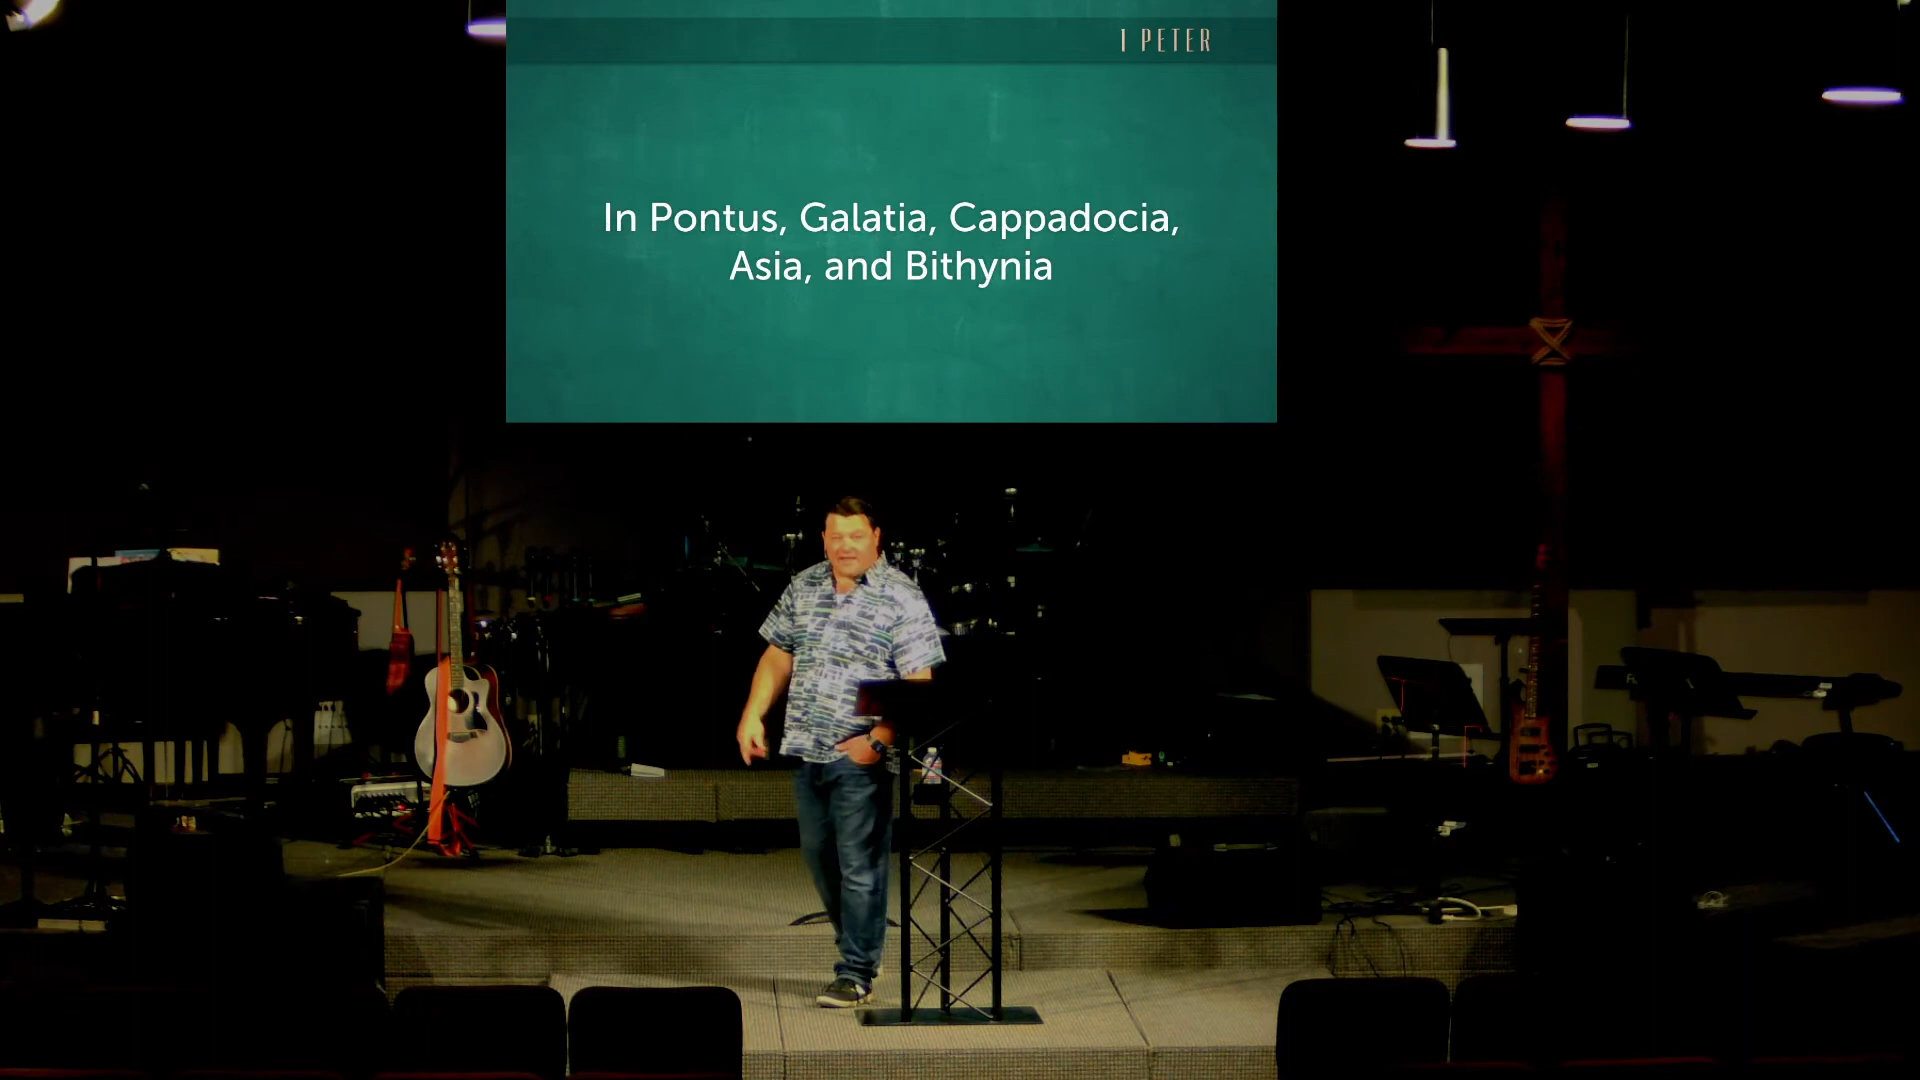 1 PETER
In Pontus, Galatia, Cappadocia,
Asia, and Bithynia